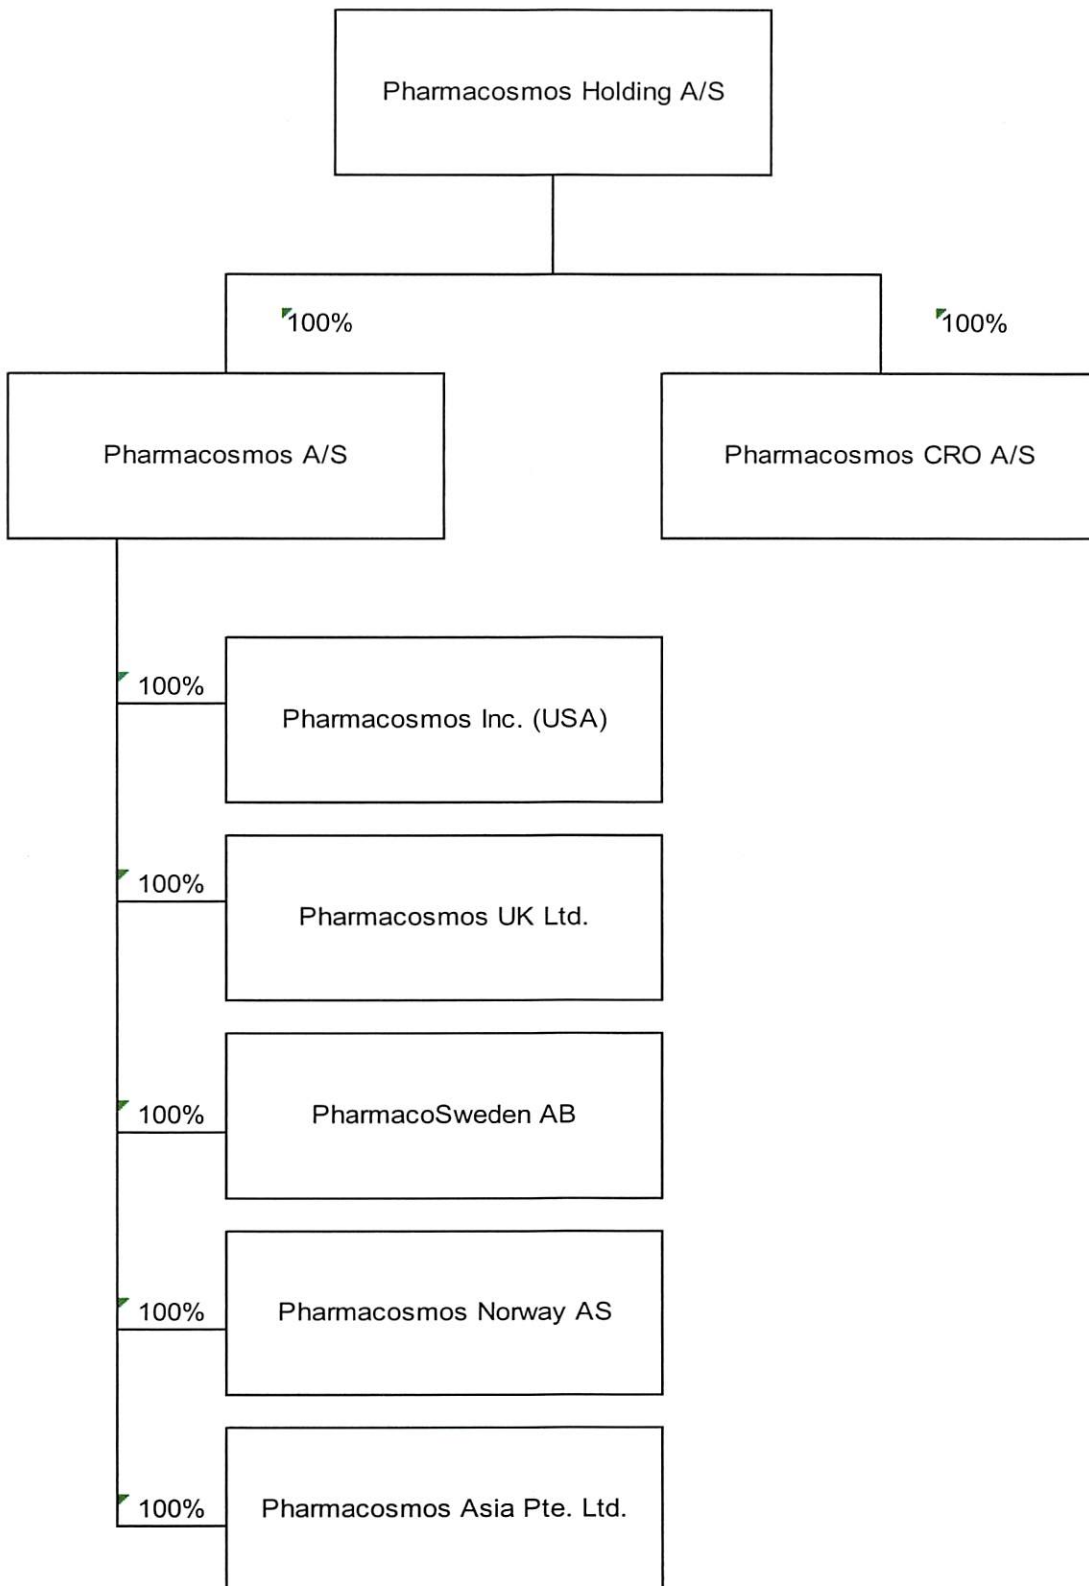 Pharmacosmos Holding A/S
100%
100%
Pharmacosmos A/S
Pharmacosmos CRO A/S
100%
Pharmacosmos Inc. (USA)
100%
Pharmacosmos UK Ltd.
100%
PharmacoSweden AB
100%
Pharmacosmos Norway AS
100%
Pharmacosmos Asia Pte. Ltd.